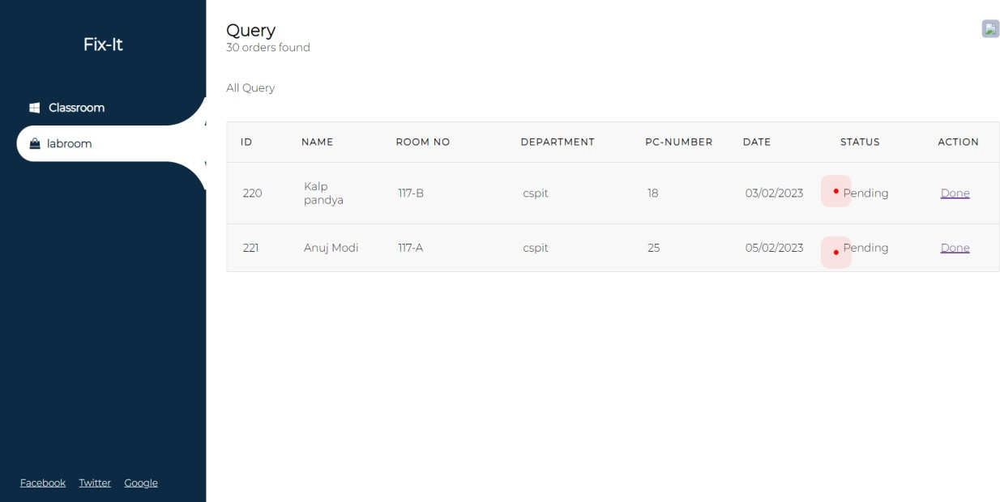 Fix-It
Classroom
labroom
Facebook Twitter Google
Query
30 orders found
All Query
ID NAME ROOM NO DEPARTMENT PC-NUMBER DATE STATUS ACTION
220 Kalp pandya 117-B cspit 18 03/02/2023 Pending Done
221 Anuj Modi 117-A cspit 25 05/02/2023 Pending Done